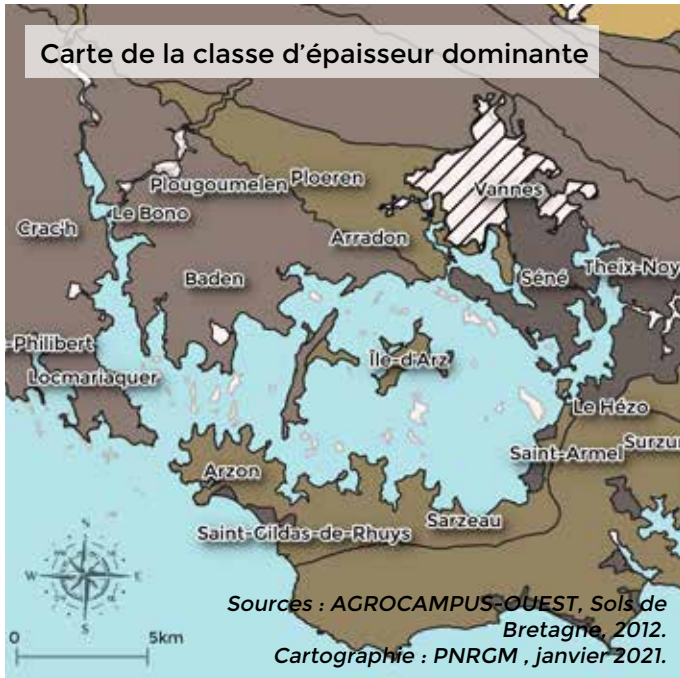 Carte de la classe d'épaisseur dominante
Vannes
Plougoumelen
Ploeren
Le Bono
Crac'h
Arradon
Baden
Séné
Theix-Noy
-Philibert
Île-d'Arz
Locmariaquer
Le Hézo
Saint-Armel
Surzur
Arzon
Sarzeau
Saint-Gildas-de-Rhuys
N
W
E
S
Sources : AGROCAMPUS-OUEST, Sols de
Bretagne, 2012.
Cartographie : PNRGM , janvier 2021.
0
5km